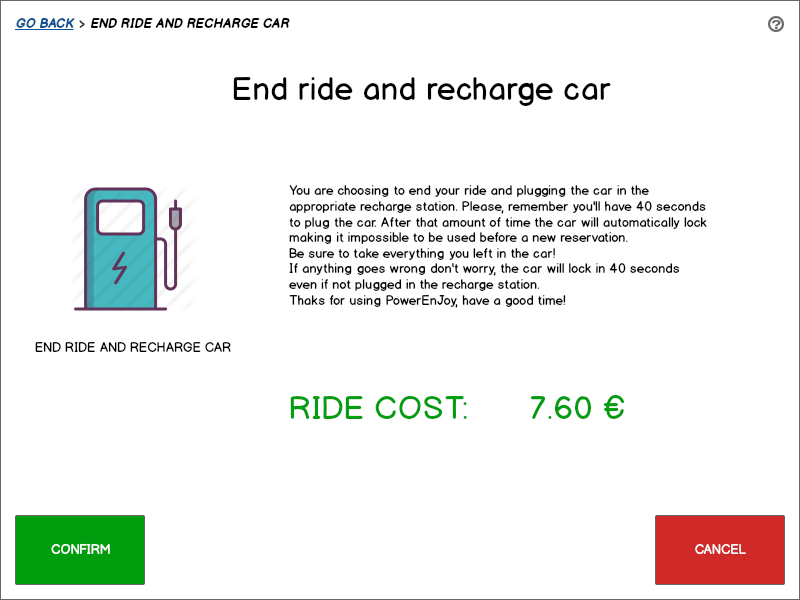 GO BACK > END RIDE AND RECHARGE CAR
End ride and recharge car
You are choosing to end your ride and plugging the car in the
appropriate recharge station. Please, remember you'll have 40 seconds
to plug the car. After that amount of time the car will automatically lock
making it impossible to be used before a new reservation.
Be sure to take everything you left in the car!
If anything goes wrong don't worry, the car will lock in 40 seconds
even if not plugged in the recharge station.
Thaks for using PowerEnJoy, have a good time!
END RIDE AND RECHARGE CAR
RIDE COST: 7.60 €
CONFIRM
CANCEL